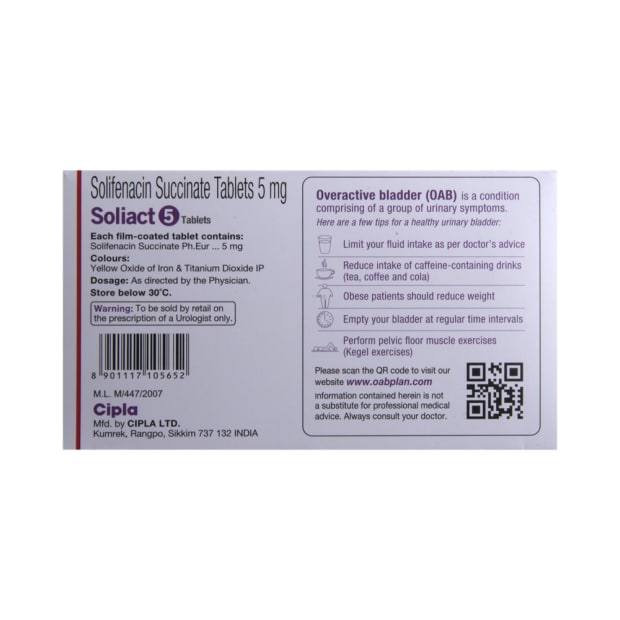 Solifenacin Succinate Tablets 5 mg
Soliact 5 Tablets
Each film-coated tablet contains:
Solifenacin Succinate Ph.Eur ... 5 mg
Colours:
Yellow Oxide of Iron & Titanium Dioxide IP
Dosage: As directed by the Physician.
Store below 30°C.
Warning: To be sold by retail on
the prescription of a Urologist only.
8 901117 105652
M.L. M/447/2007
Cipla
Mfd. by CIPLA LTD.
Kumrek, Rangpo, Sikkim 737 132 INDIA
Overactive bladder (OAB) is a condition
comprising of a group of urinary symptoms.
Here are a few tips for a healthy urinary bladder:
Limit your fluid intake as per doctor's advice
Reduce intake of caffeine-containing drinks
(tea, coffee and cola)
Obese patients should reduce weight
Empty your bladder at regular time intervals
Perform pelvic floor muscle exercises
(Kegel exercises)
Please scan the QR code to visit our
website www.oabplan.com
information contained herein is not
a substitute for professional medical
advice. Always consult your doctor.